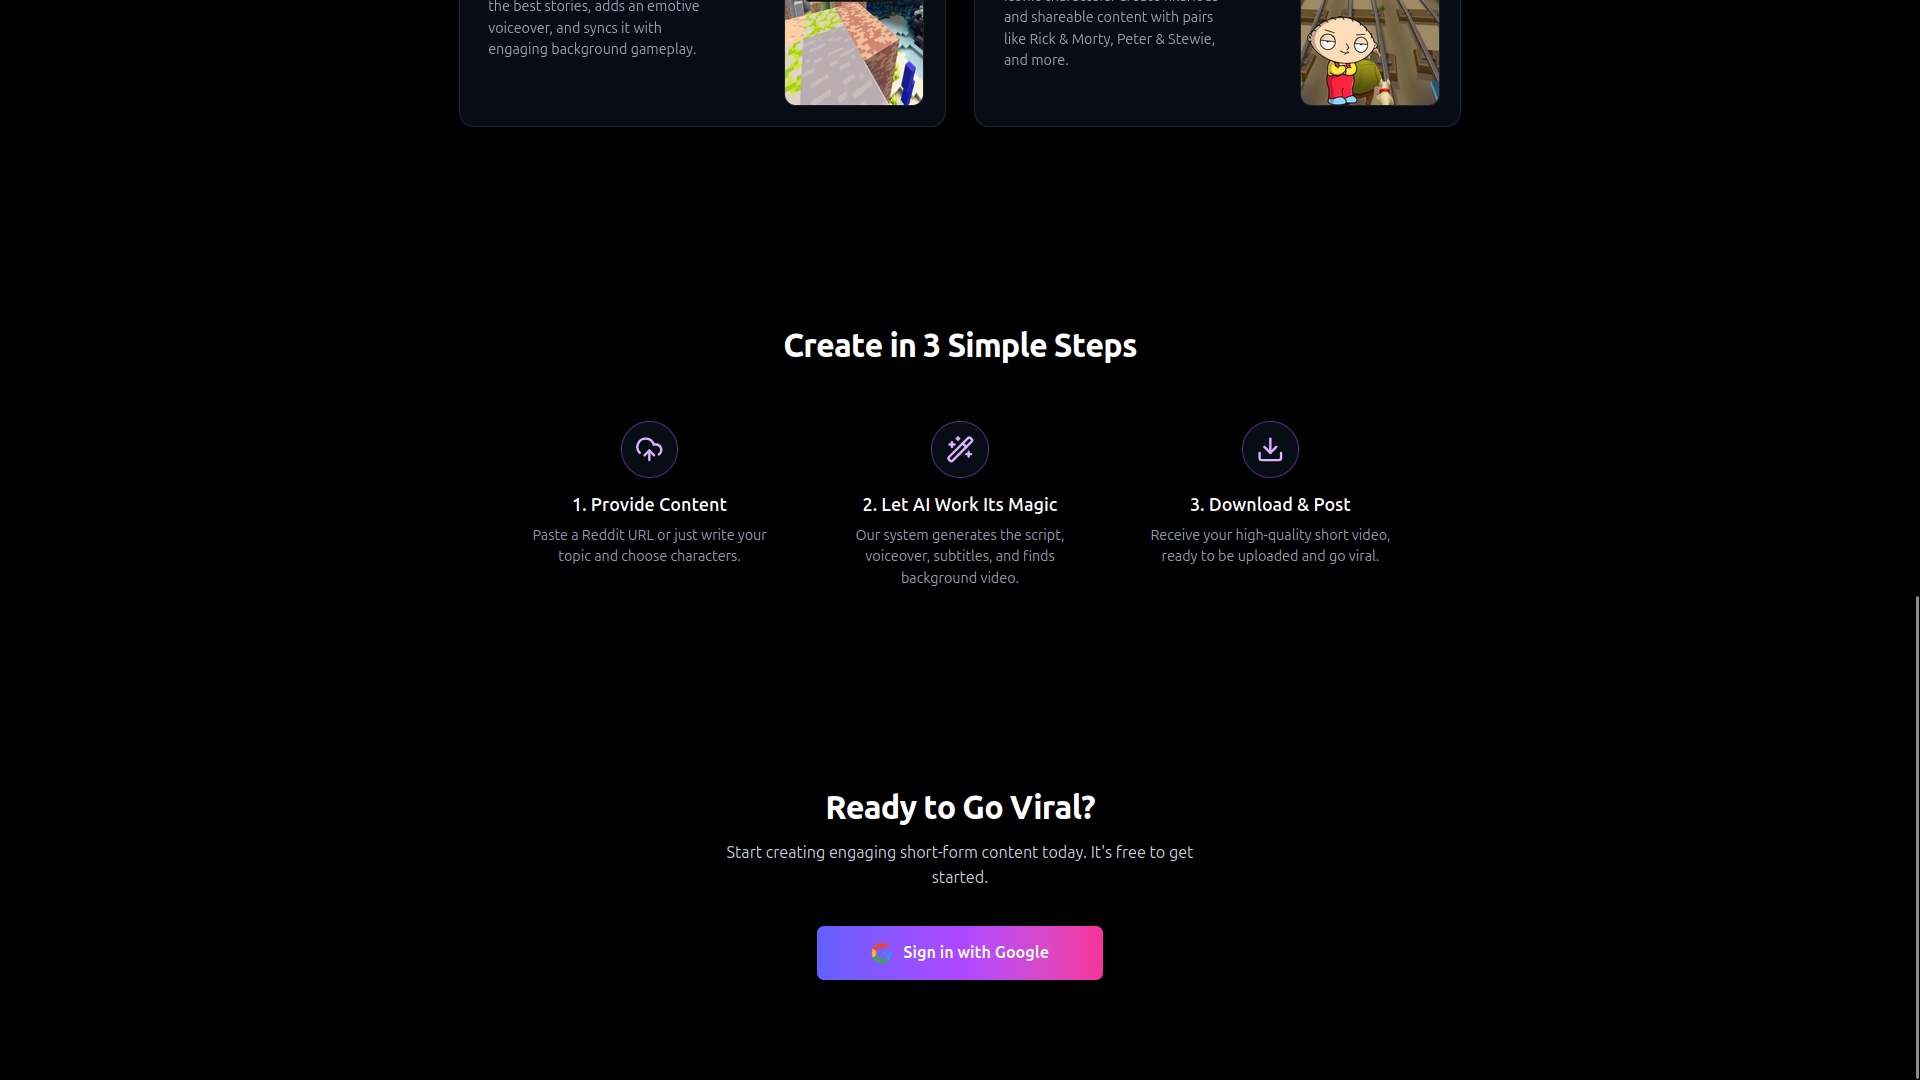 the best stories, adds an emotive
voiceover, and syncs it with
engaging background gameplay.
and shareable content with pairs
like Rick & Morty, Peter & Stewie,
and more.
Create in 3 Simple Steps
1. Provide Content
Paste a Reddit URL or just write your
topic and choose characters.
2. Let AI Work Its Magic
Our system generates the script,
voiceover, subtitles, and finds
background video.
3. Download & Post
Receive your high-quality short video,
ready to be uploaded and go viral.
Ready to Go Viral?
Start creating engaging short-form content today. It's free to get
started.
Sign in with Google